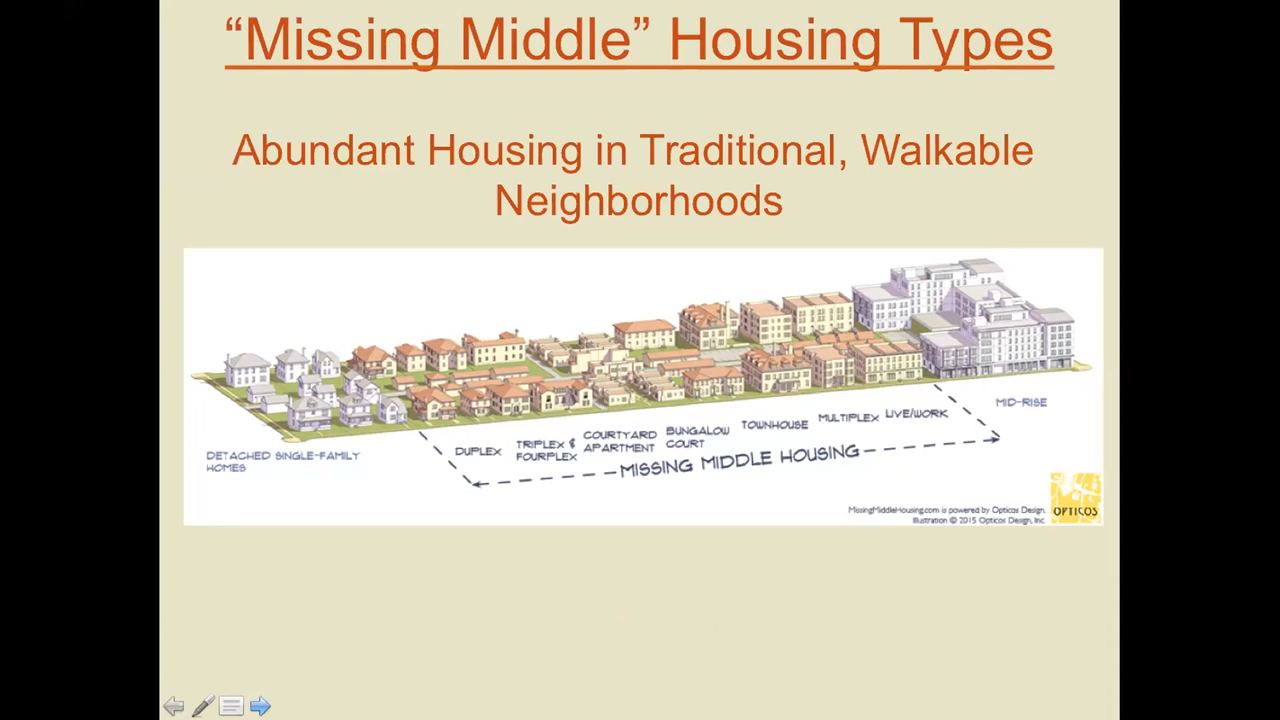 “Missing Middle” Housing Types
Abundant Housing in Traditional, Walkable
Neighborhoods
DETACHED SINGLE-FAMILY
HOMES
DUPLEX
TRIPLEX &
FOURPLEX
COURTYARD
APARTMENT
BUNGALOW
COURT
TOWNHOUSE
MULTIPLEX
LIVE/WORK
MID-RISE
MISSING MIDDLE HOUSING
MissingMiddleHousing.com is powered by Opticos Design.
Illustration © 2015 Opticos Design, Inc.
OPTICOS